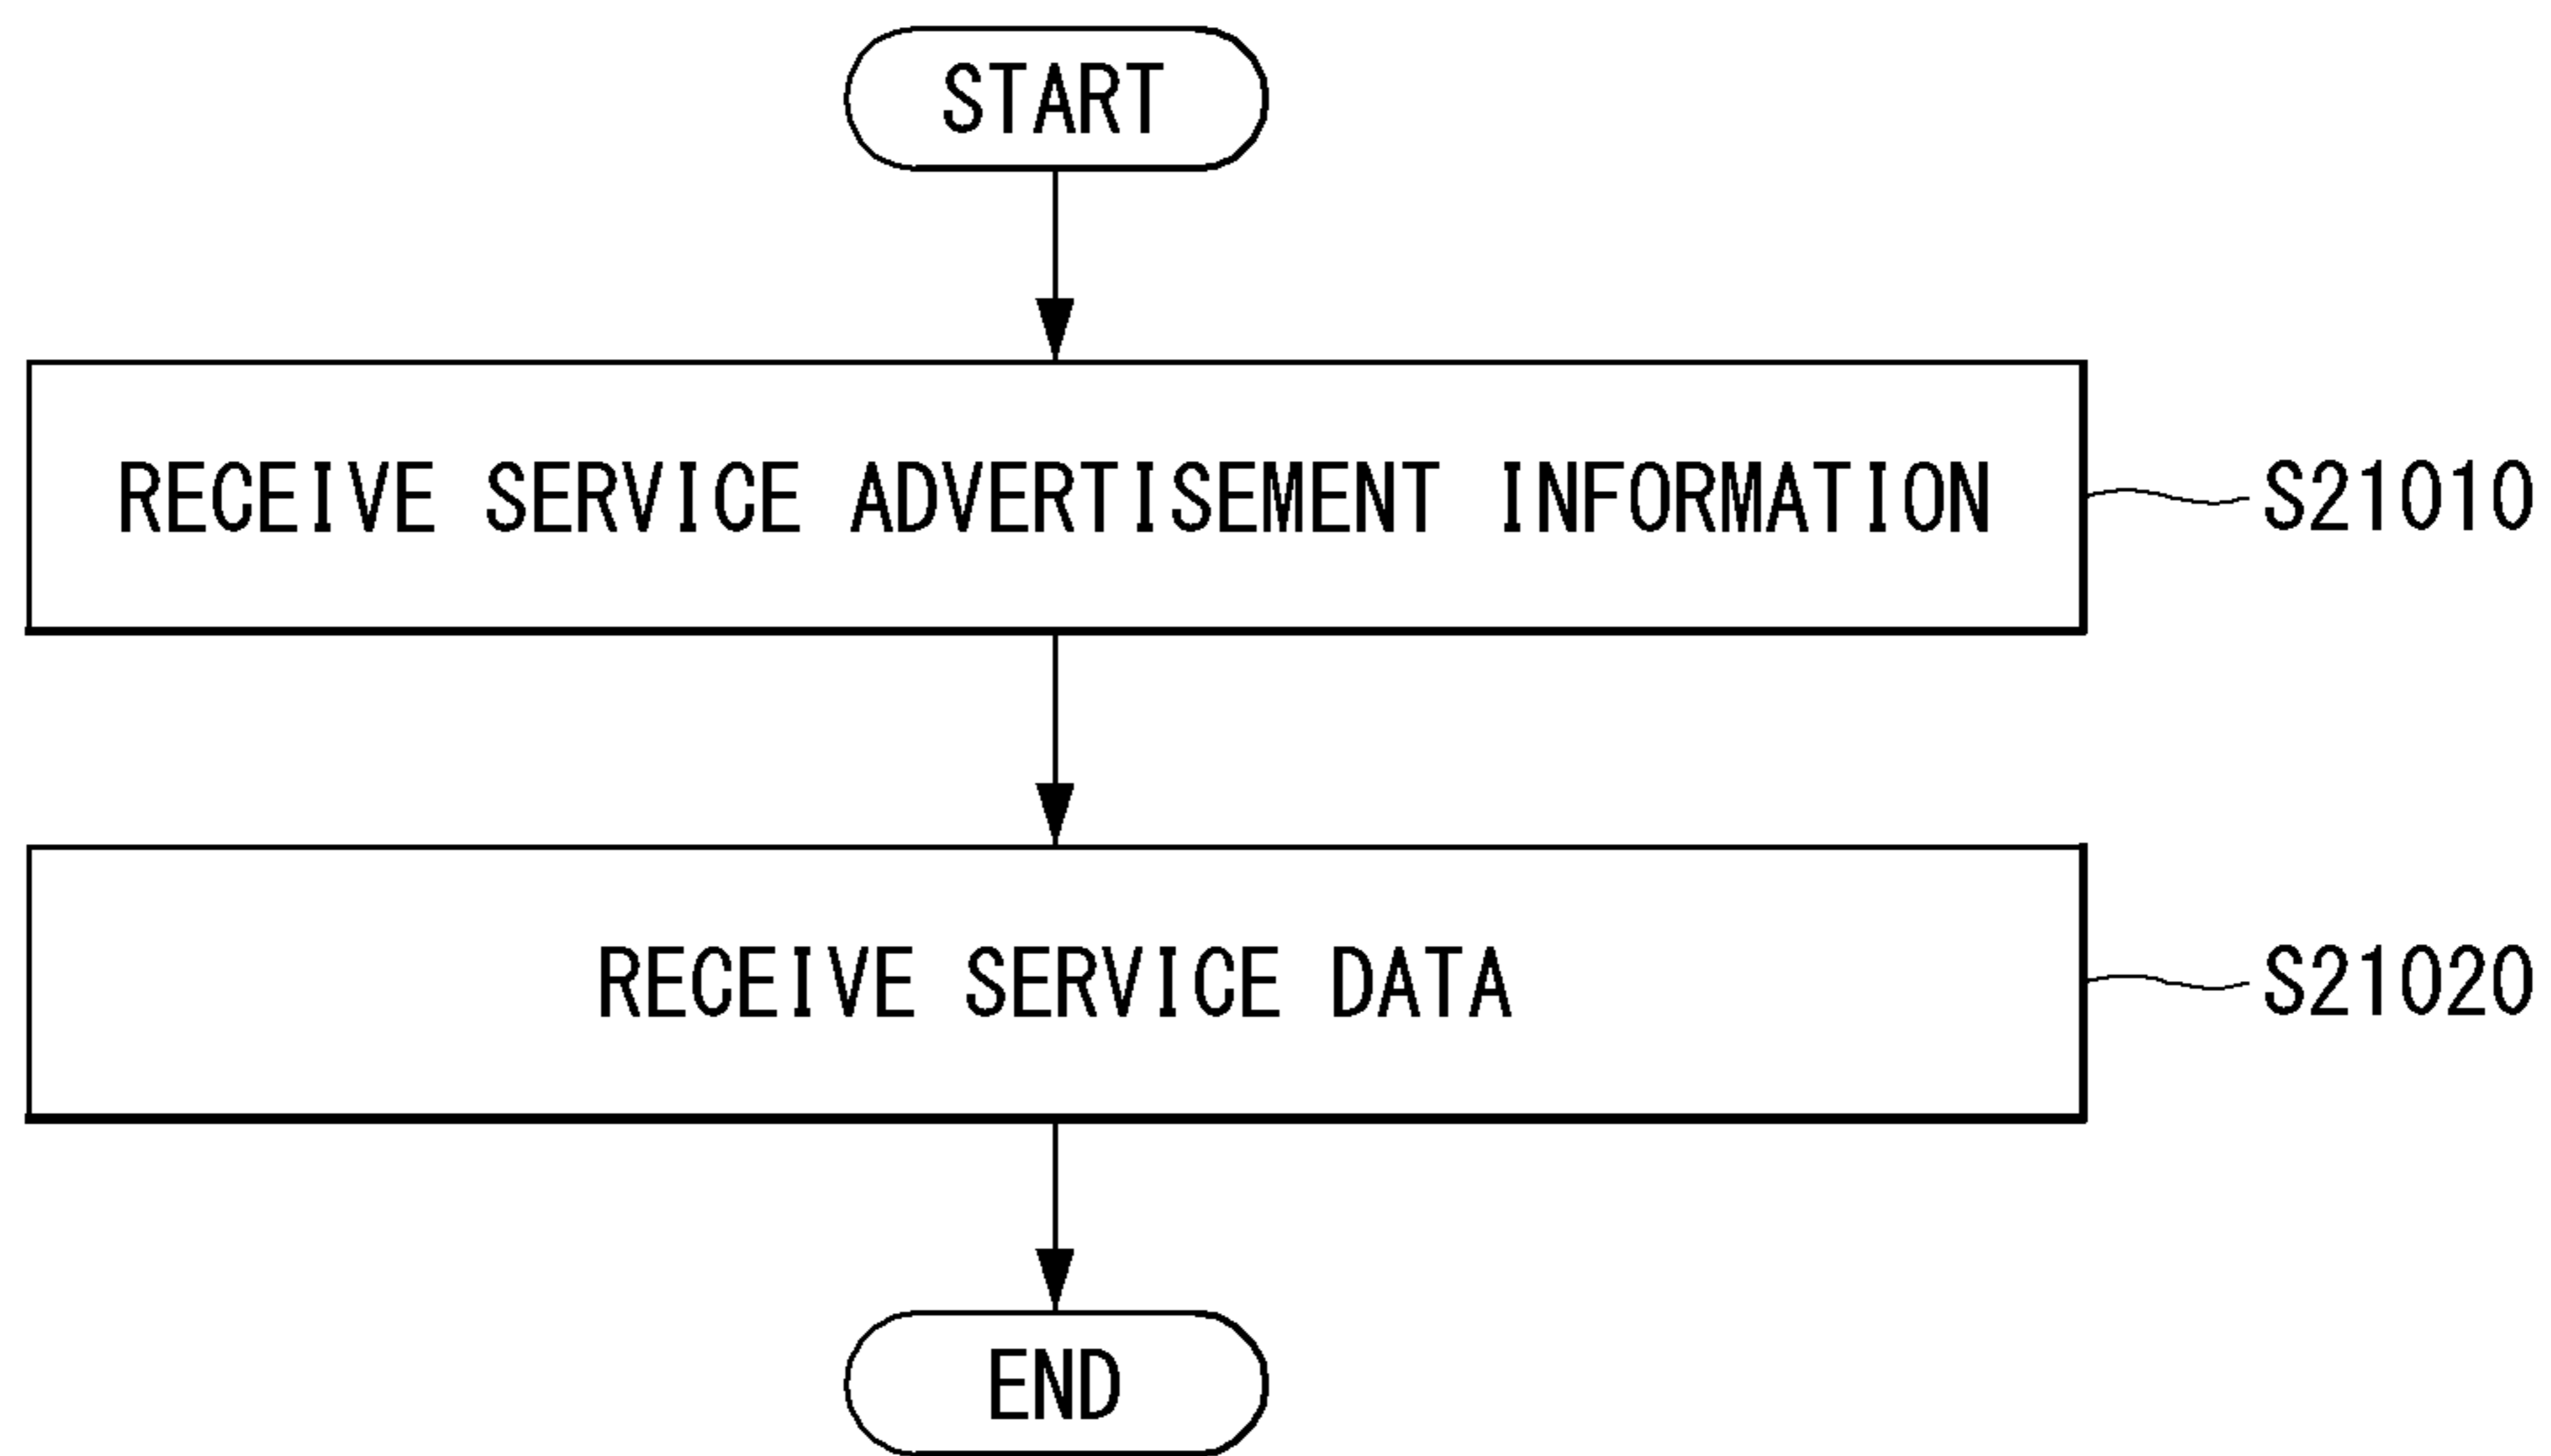 START
RECEIVE SERVICE ADVERTISEMENT INFORMATION
S21010
RECEIVE SERVICE DATA
S21020
END